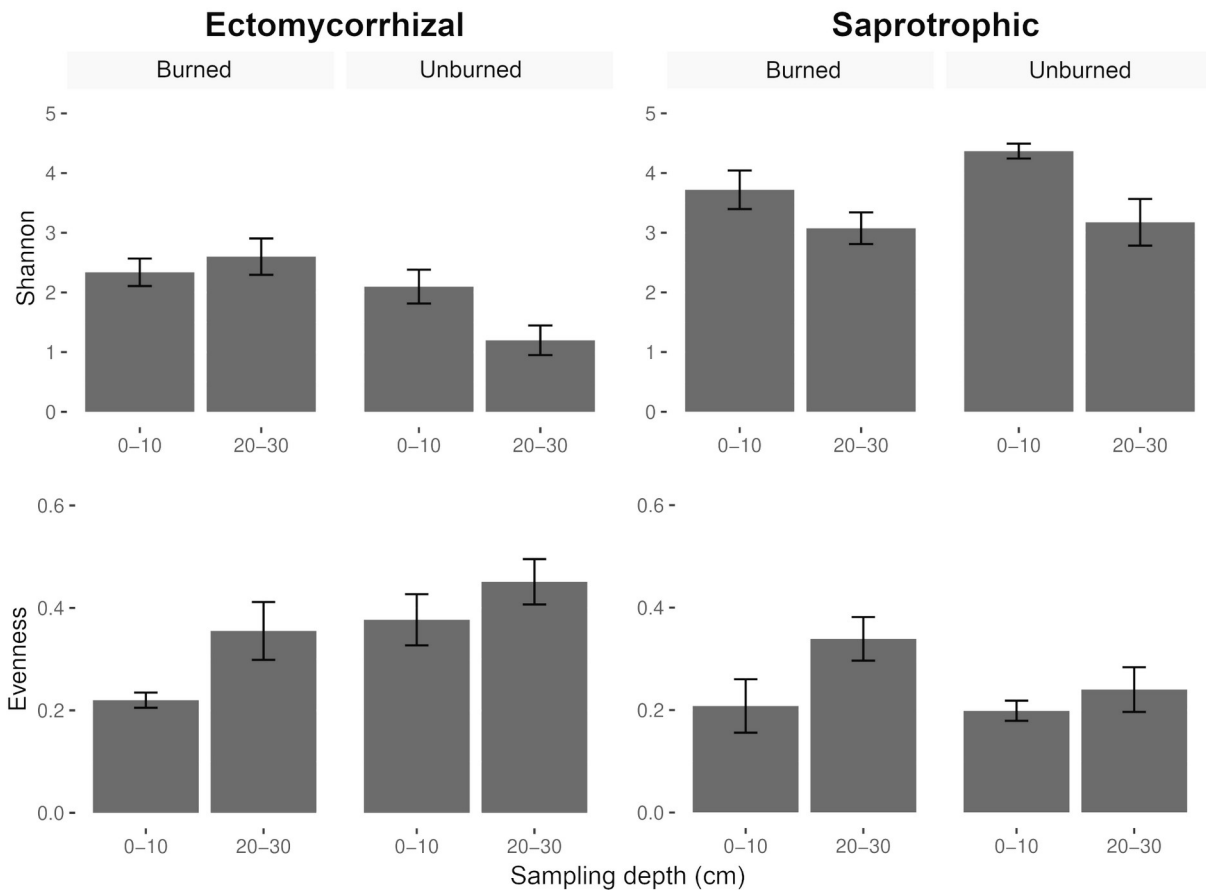 Ectomycorrhizal Saprotrophic
Burned Unburned Burned Unburned
Shannon
5
4
3
2
1
0
5
4
3
2
1
0
0–10 20–30 0–10 20–30 0–10 20–30 0–10 20–30
Evenness
0.6
0.4
0.2
0.0
0.6
0.4
0.2
0.0
0–10 20–30 0–10 20–30 0–10 20–30 0–10 20–30
Sampling depth (cm)